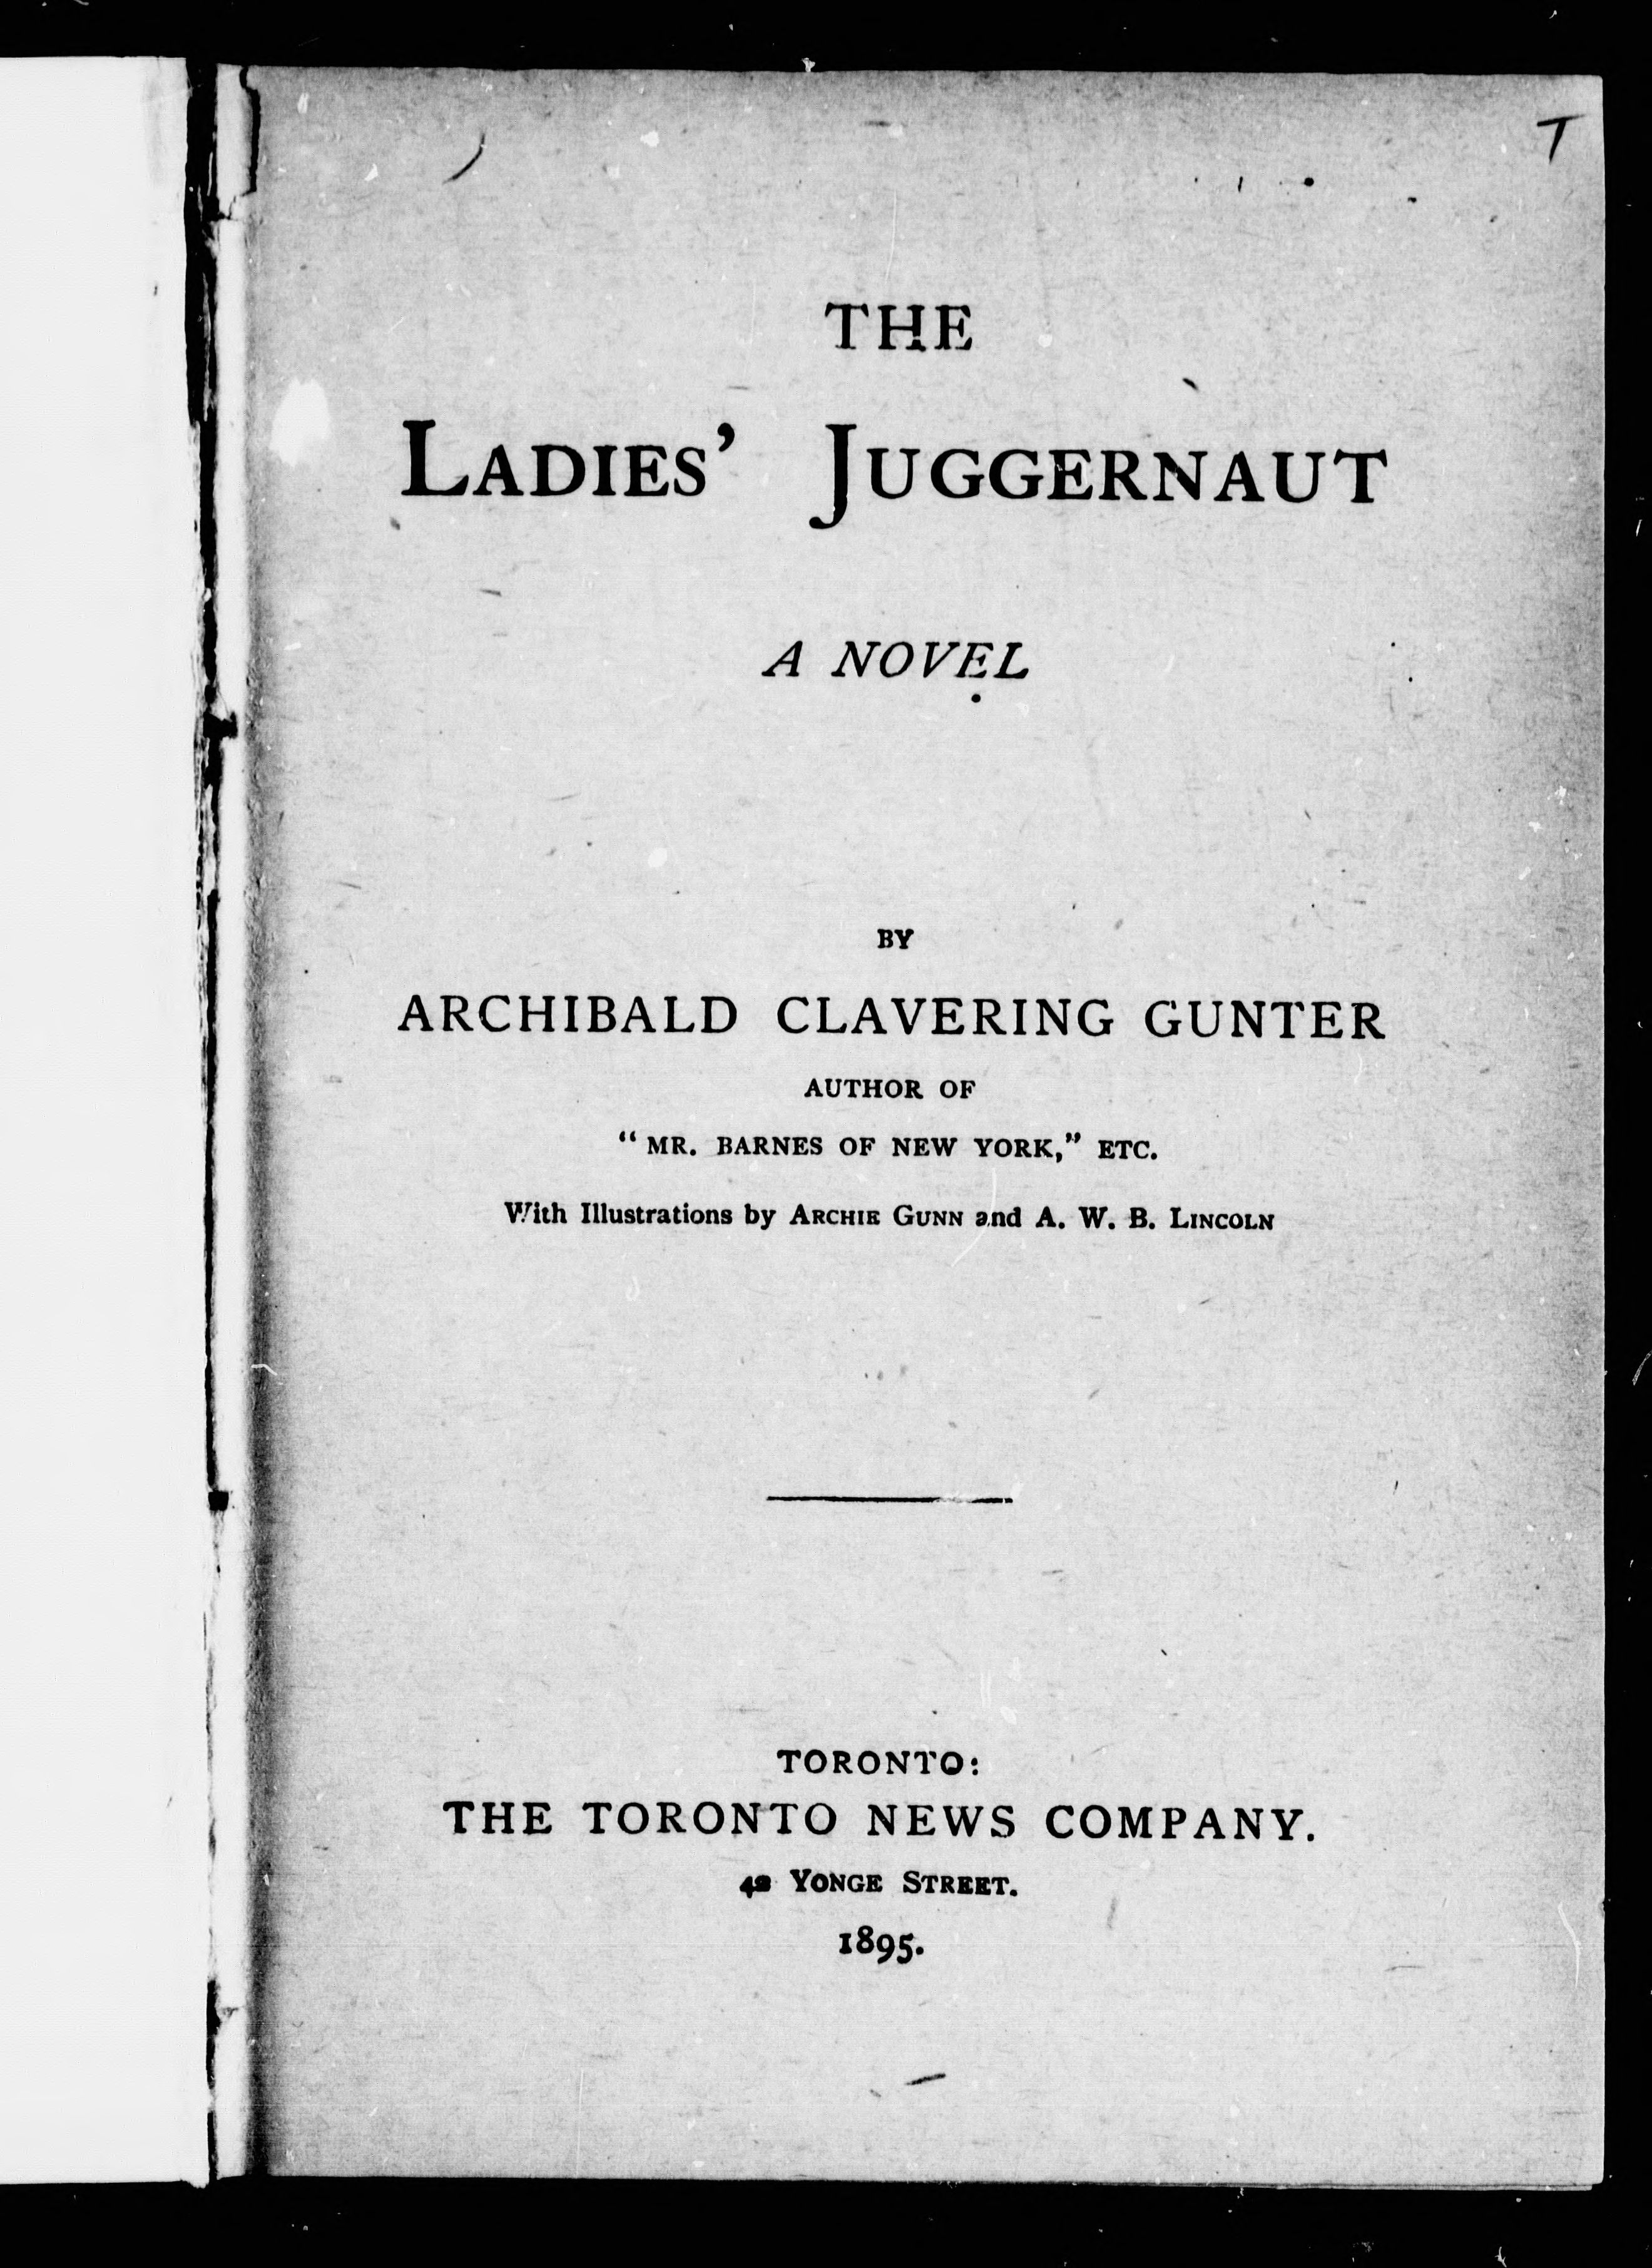 THE
LADIES' JUGGERNAUT
A NOVEL
BY
ARCHIBALD CLAVERING GUNTER
AUTHOR OF
"MR. BARNES OF NEW YORK," ETC.
With Illustrations by ARCHIE GUNN and A. W. B. LINCOLN
TORONTO:
THE TORONTO NEWS COMPANY.
42 YONGE STREET.
1895.